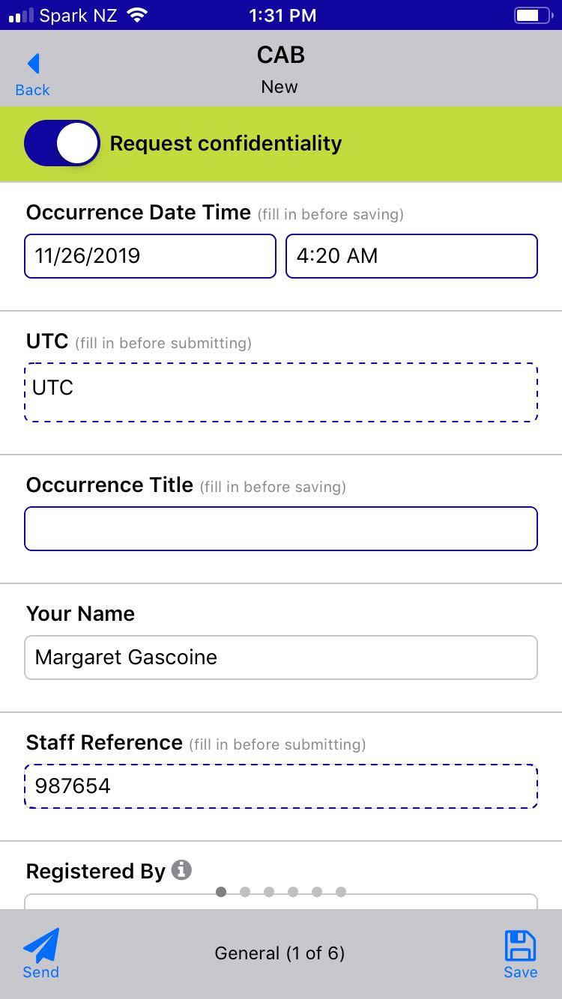 Spark NZ 1:31 PM
CAB
Back New
Request confidentiality
Occurrence Date Time (fill in before saving)
11/26/2019 4:20 AM
UTC (fill in before submitting)
UTC
Occurrence Title (fill in before saving)
Your Name
Margaret Gascoine
Staff Reference (fill in before submitting)
987654
Registered By
General (1 of 6)
Send Save